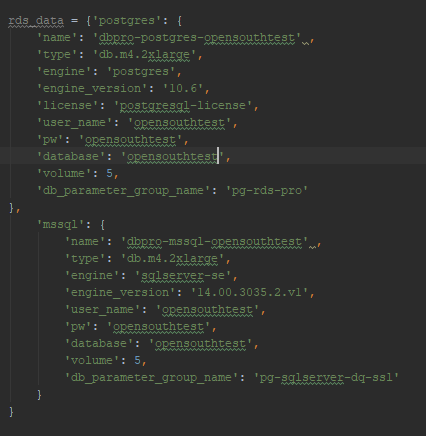 rds_data = {'postgres': {
'name': 'dbpro-postgres-opensouthtest' ,
'type': 'db.m4.2xlarge',
'engine': 'postgres',
'engine_version': '10.6',
'license': 'postgresql-license',
'user_name': 'opensouthtest',
'pw': 'opensouthtest',
'database': 'opensouthtest',
'volume': 5,
'db_parameter_group_name': 'pg-rds-pro'
},
'mssql': {
'name': 'dbpro-mssql-opensouthtest' ,
'type': 'db.m4.2xlarge',
'engine': 'sqlserver-se',
'engine_version': '14.00.3035.2.v1',
'user_name': 'opensouthtest',
'pw': 'opensouthtest',
'database': 'opensouthtest',
'volume': 5,
'db_parameter_group_name': 'pg-sqlserver-dq-ssl'
}
}